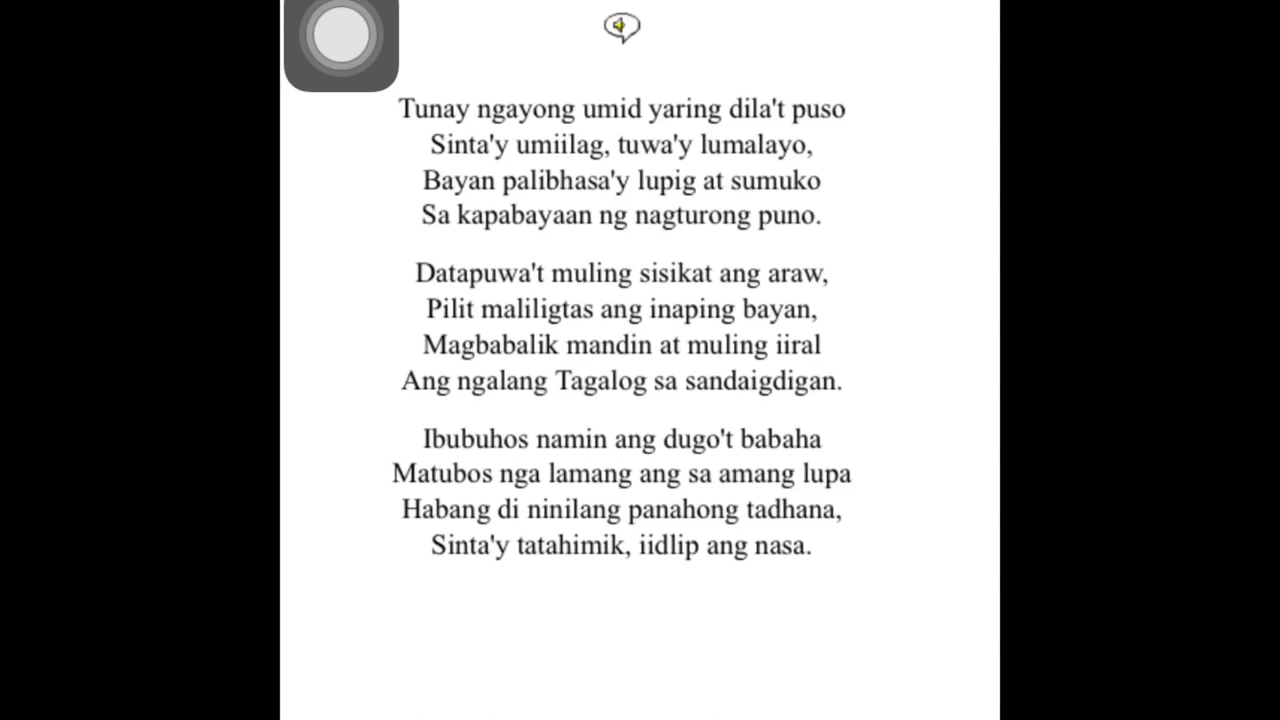 Tunay ngayong umid yaring dila't puso
Sinta'y umiilag, tuwa'y lumalayo,
Bayan palibhasa'y lupig at sumuko
Sa kapabayaan ng nagturong puno.
Datapuwa't muling sisikat ang araw,
Pilit maliligtas ang inaping bayan,
Magbabalik mandin at muling iiral
Ang ngalang Tagalog sa sandaigdigan.
Ibubuhos namin ang dugo't babaha
Matubos nga lamang ang sa amang lupa
Habang di ninilang panahong tadhana,
Sinta'y tatahimik, iidlip ang nasa.